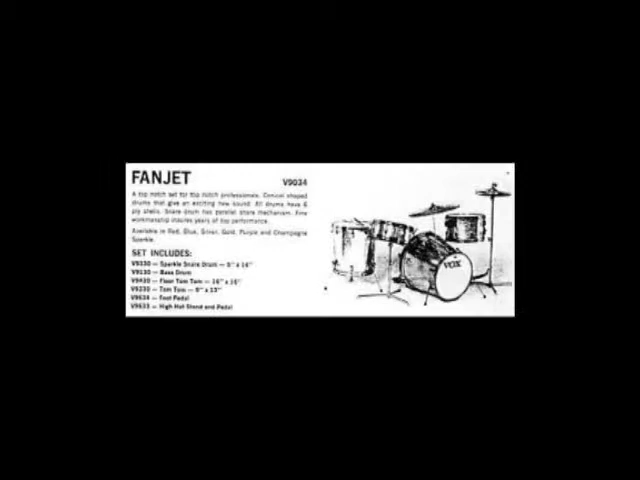 FANJET
V9034
A top notch set for top notch professionals. Conical shaped
drums that give an exciting new sound. All drums have 6
ply shells. Snare drum has parallel snare mechanism. Fine
workmanship insures years of top performance.
Available in Red, Blue, Silver, Gold, Purple and Champagne
Sparkle.
SET INCLUDES:
V9330 — Sparkle Snare Drum — 5" x 14"
V9130 — Bass Drum
V9430 — Floor Tom Tom — 16" x 16"
V9230 — Tom Tom — 9" x 13"
V9634 — Foot Pedal
V9633 — High Hat Stand and Pedal
VOX